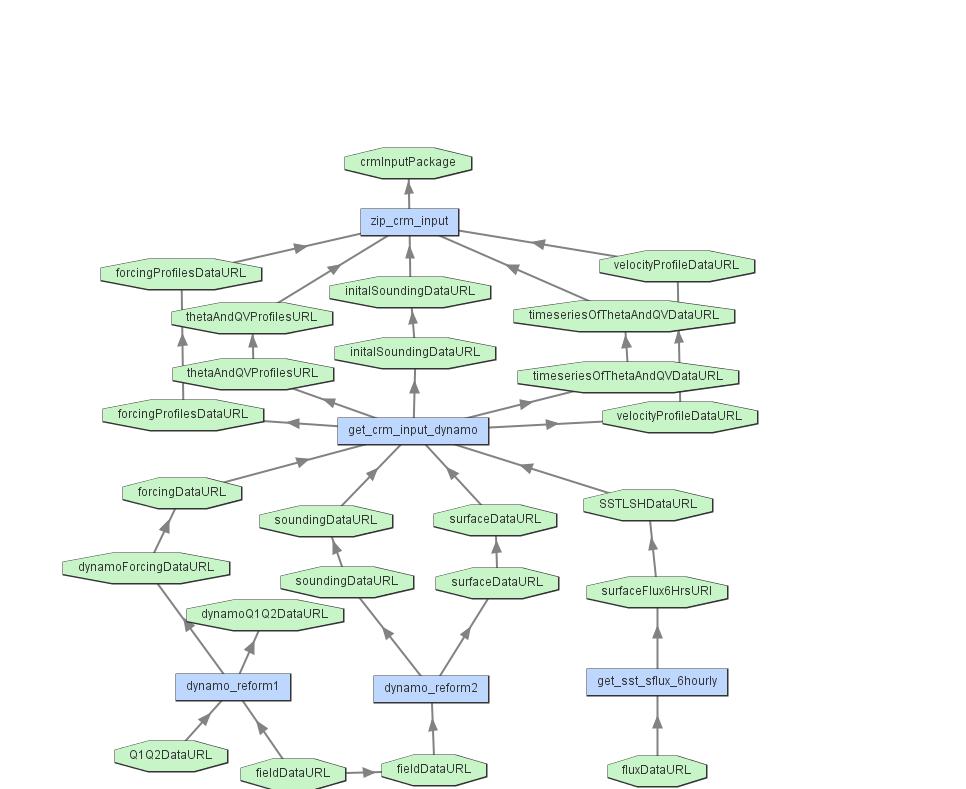 crmInputPackage
zip_crm_input
forcingProfilesDataURL
velocityProfileDataURL
initalSoundingDataURL
thetaAndQVProfilesURL
timeseriesOfThetaAndQVDataURL
initalSoundingDataURL
thetaAndQVProfilesURL
timeseriesOfThetaAndQVDataURL
forcingProfilesDataURL
velocityProfileDataURL
get_crm_input_dynamo
forcingDataURL
SSTLSHDataURL
soundingDataURL
surfaceDataURL
dynamoForcingDataURL
soundingDataURL
surfaceDataURL
surfaceFlux6HrsURl
dynamoQ1Q2DataURL
dynamo_reform1
dynamo_reform2
get_sst_sflux_6hourly
Q1Q2DataURL
fieldDataURL
fieldDataURL
fluxDataURL